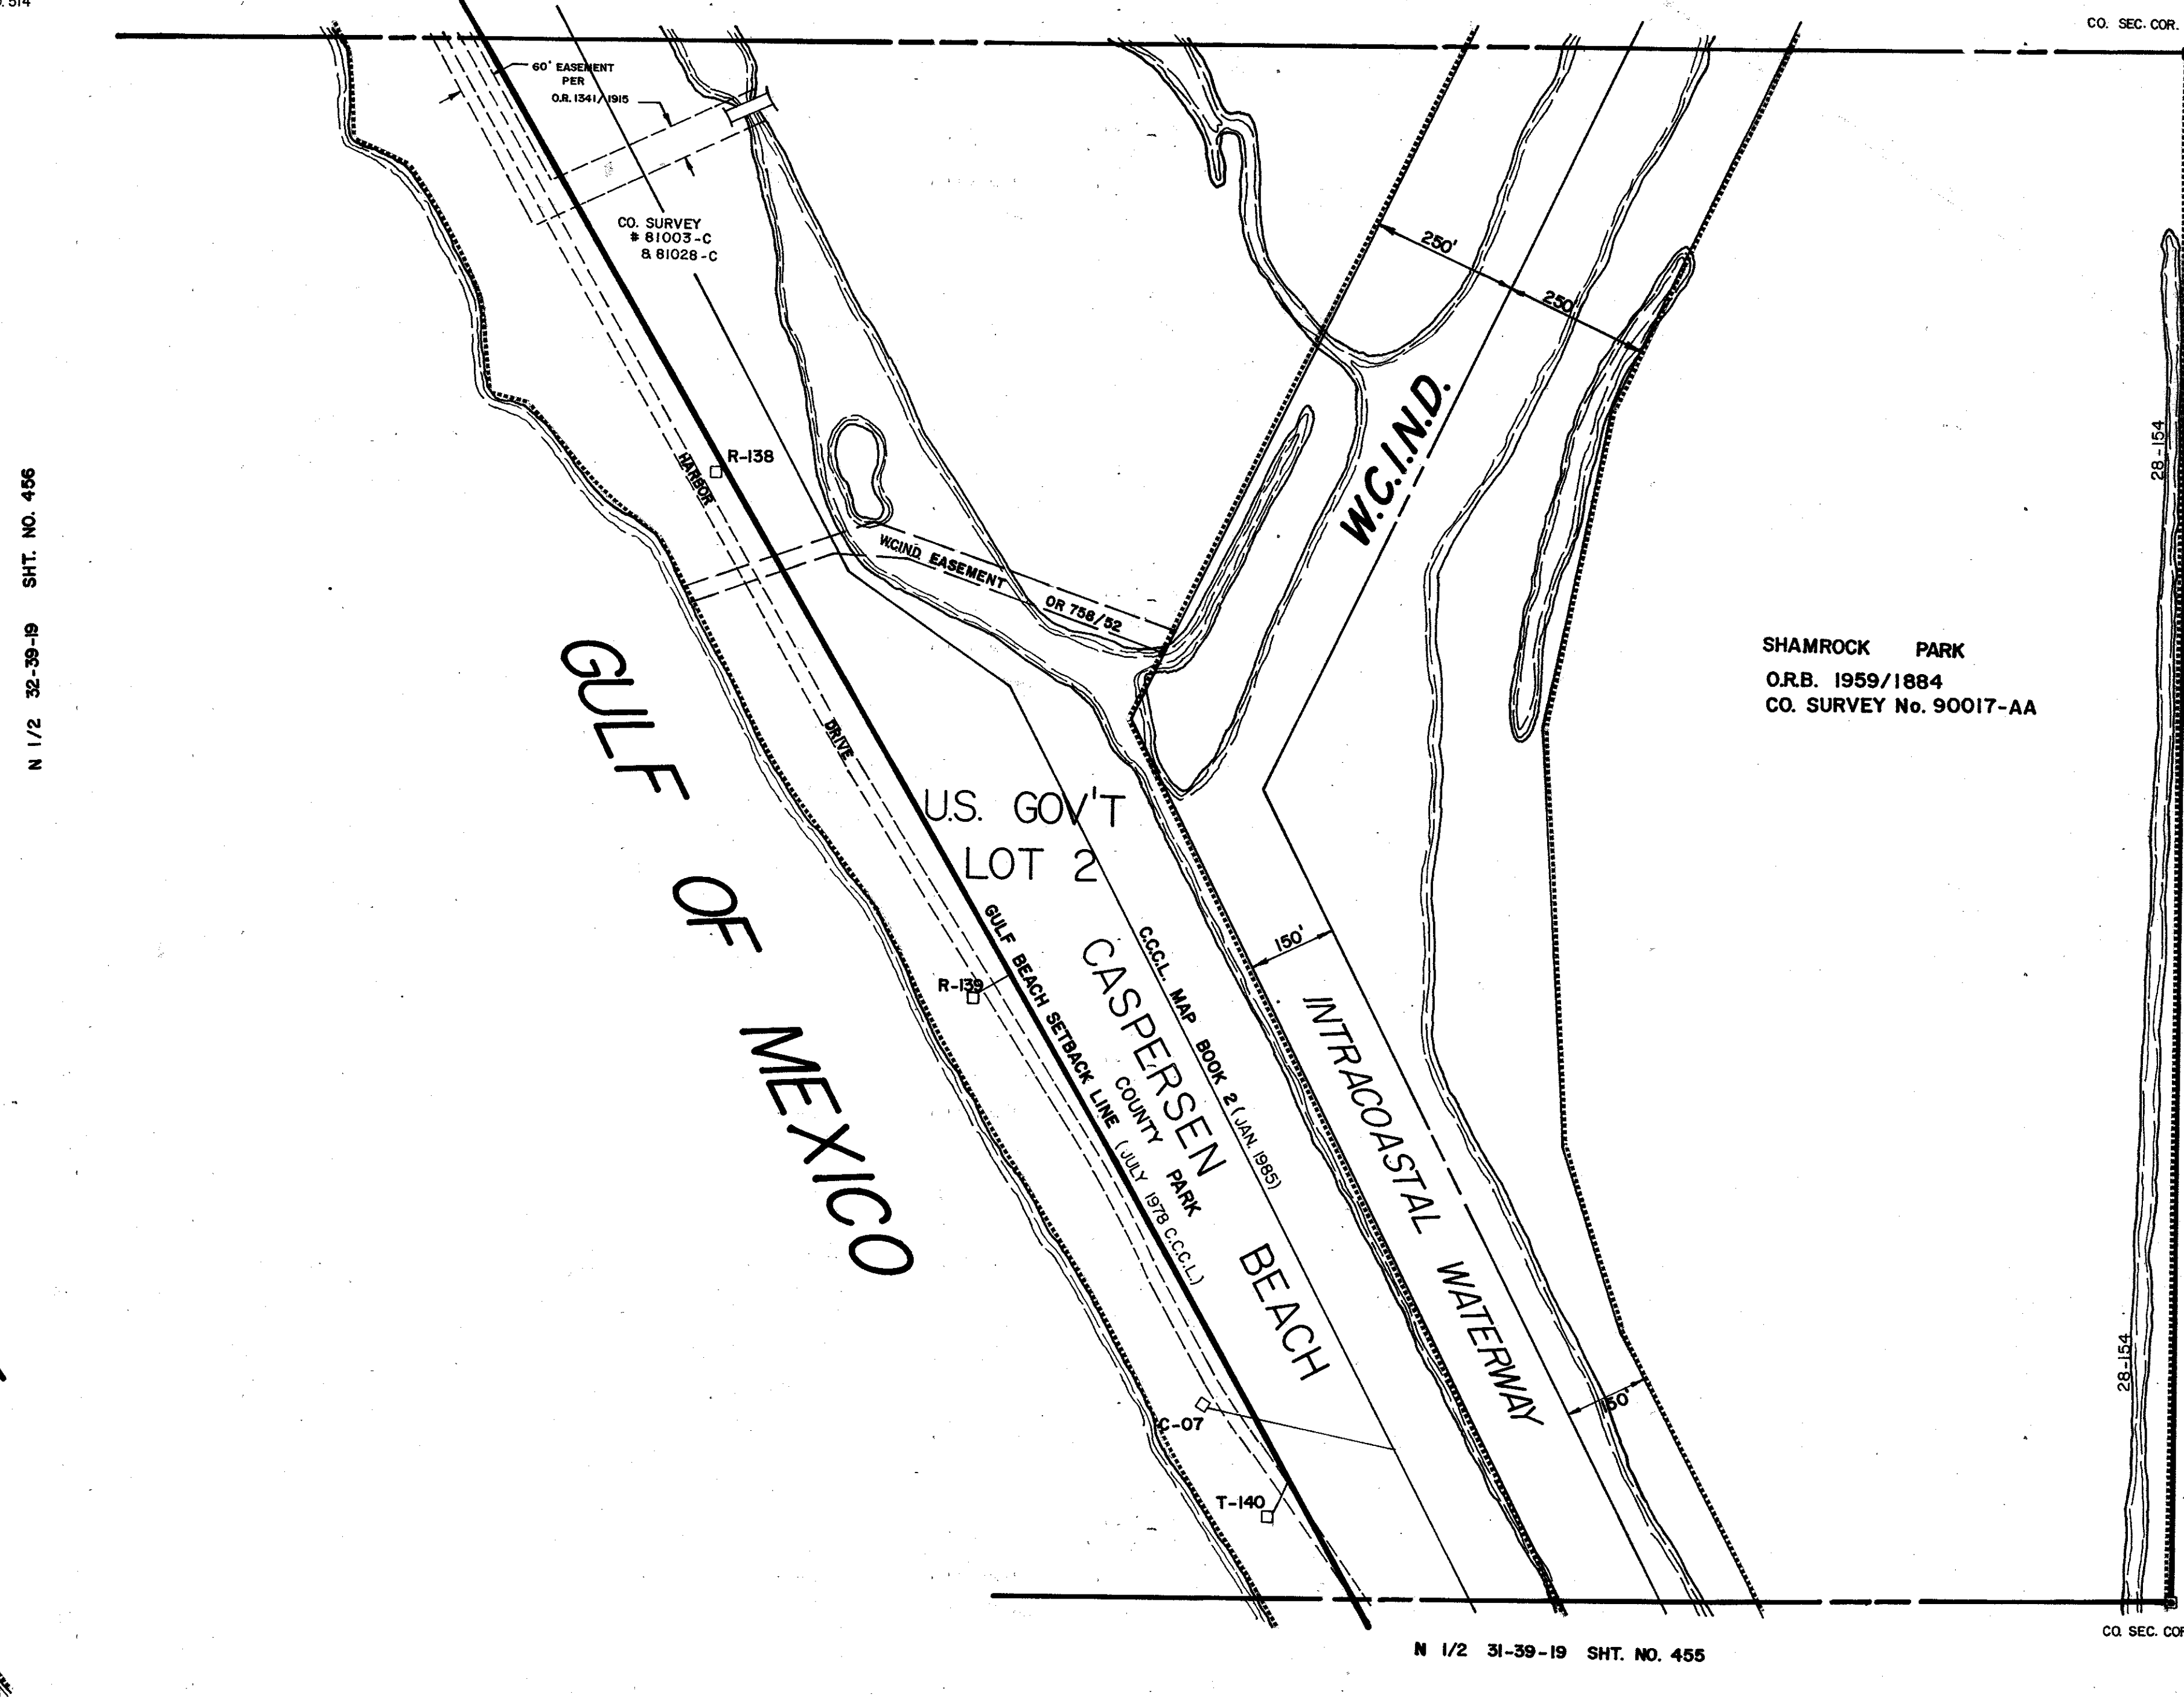 CO. SEC. COR.
60' EASEMENT
PER
O.R. 1341/1915
CO. SURVEY
# 81003-C
& 81028-C
250'
250'
W.C.I.N.D.
28-154
R-138
HARBOR
N 1/2 32-39-19 SHT. NO. 456
W.C.IND. EASEMENT
OR 758/52
SHAMROCK PARK
O.R.B. 1959/1884
CO. SURVEY No. 90017-AA
DRIVE
GULF OF MEXICO
U.S. GOV'T
LOT 2
150'
R-139
GULF BEACH SETBACK LINE (JULY 1978 C.C.C.L.)
CASPERSEN BEACH
COUNTY PARK
C.C.C.L. MAP BOOK 2 (JAN. 1985)
INTRACOASTAL WATERWAY
28-154
150'
C-07
T-140
CO. SEC. COR
N 1/2 31-39-19 SHT. NO. 455